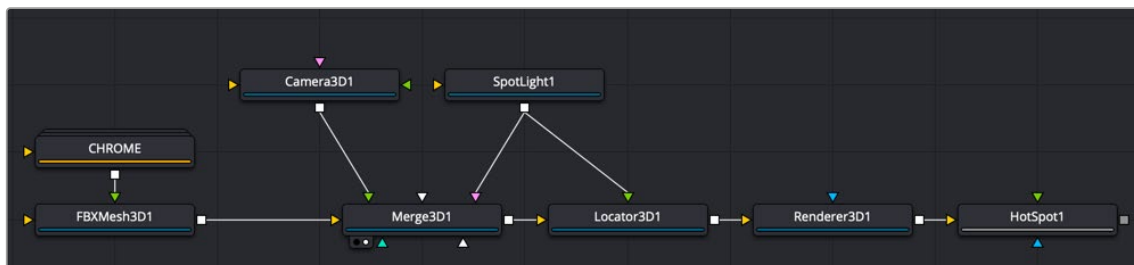 Camera3D1
SpotLight1
CHROME
FBXMesh3D1
Merge3D1
Locator3D1
Renderer3D1
HotSpot1